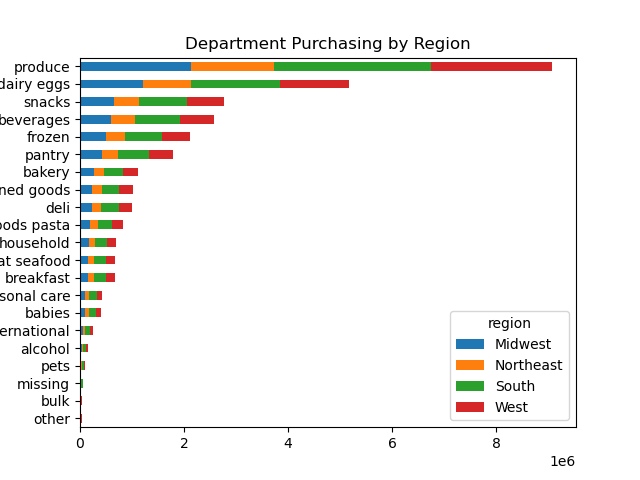 Department Purchasing by Region
produce
dairy eggs
snacks
beverages
frozen
pantry
bakery
ned goods
deli
oods pasta
household
at seafood
breakfast
sonal care
babies
ernational
alcohol
pets
missing
bulk
other
0 2 4 6 8
1e6
region
Midwest
Northeast
South
West